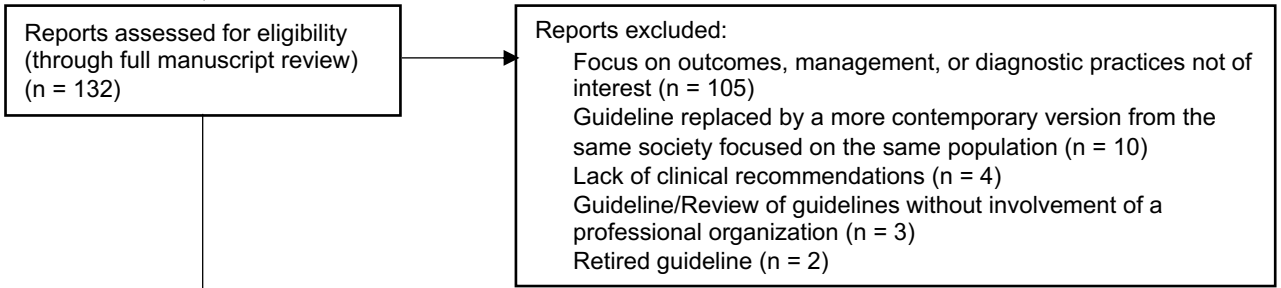 Reports assessed for eligibility
(through full manuscript review)
(n = 132)
Reports excluded:
Focus on outcomes, management, or diagnostic practices not of
interest (n = 105)
Guideline replaced by a more contemporary version from the
same society focused on the same population (n = 10)
Lack of clinical recommendations (n = 4)
Guideline/Review of guidelines without involvement of a
professional organization (n = 3)
Retired guideline (n = 2)